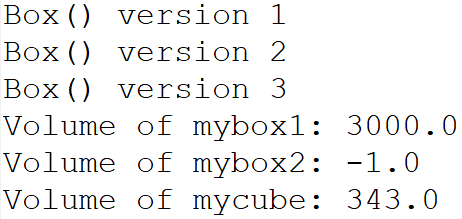 Box() version 1
Box() version 2
Box() version 3
Volume of mybox1: 3000.0
Volume of mybox2: -1.0
Volume of mycube: 343.0